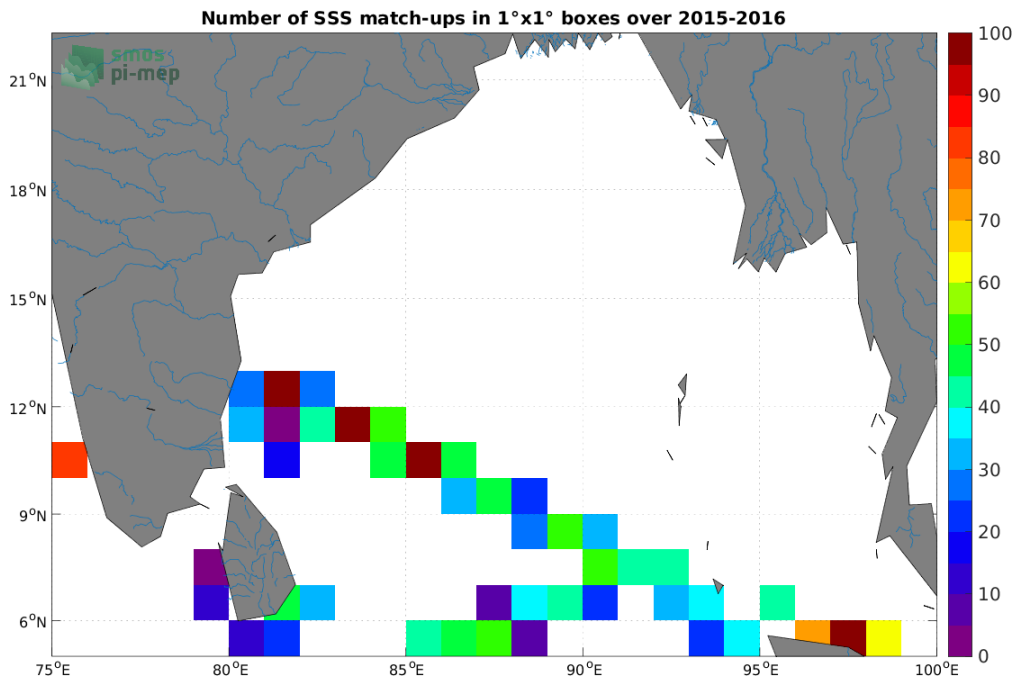 Number of SSS match-ups in 1°x1° boxes over 2015-2016
smos
pi-mep
21°N
18°N
15°N
12°N
9°N
6°N
75°E
80°E
85°E
90°E
95°E
100°E
100
90
80
70
60
50
40
30
20
10
0